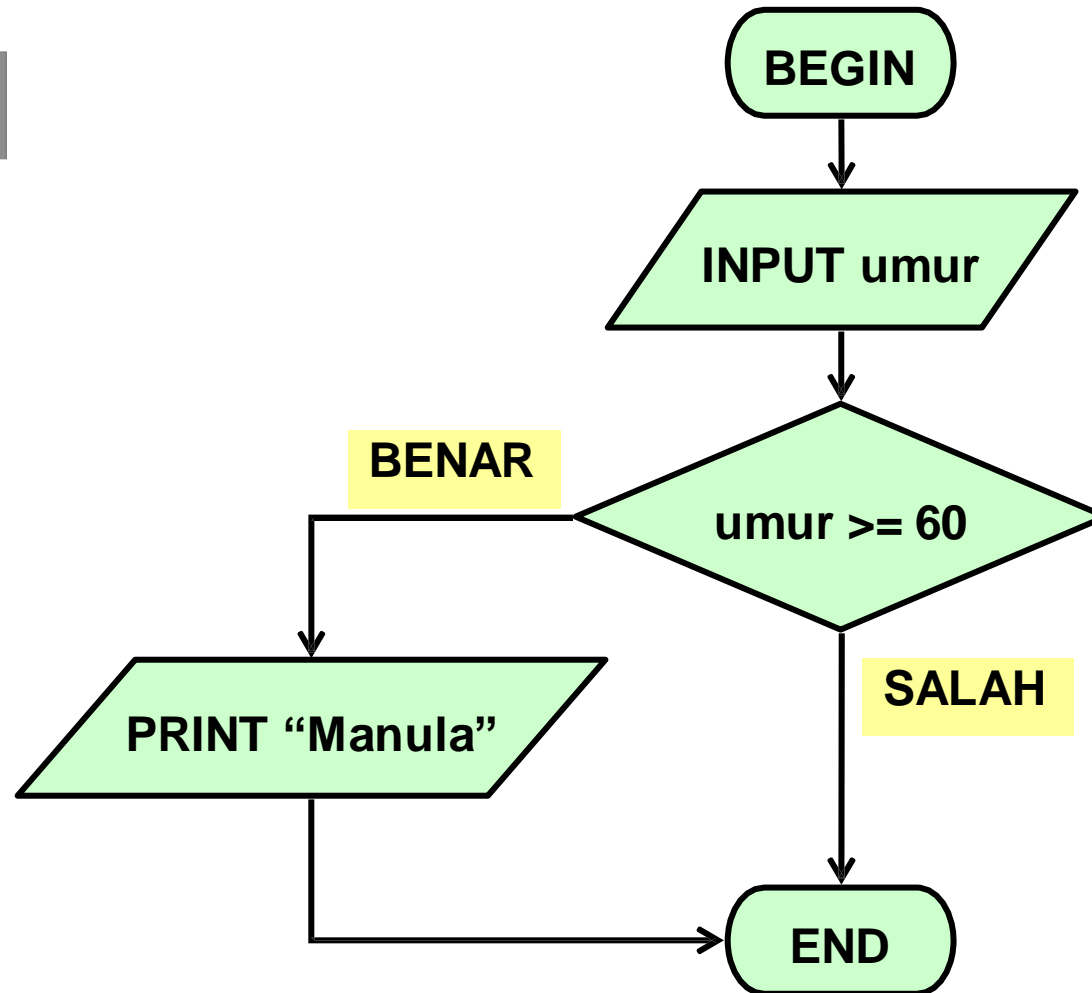 BEGIN
INPUT umur
umur >= 60
BENAR
SALAH
PRINT “Manula”
END